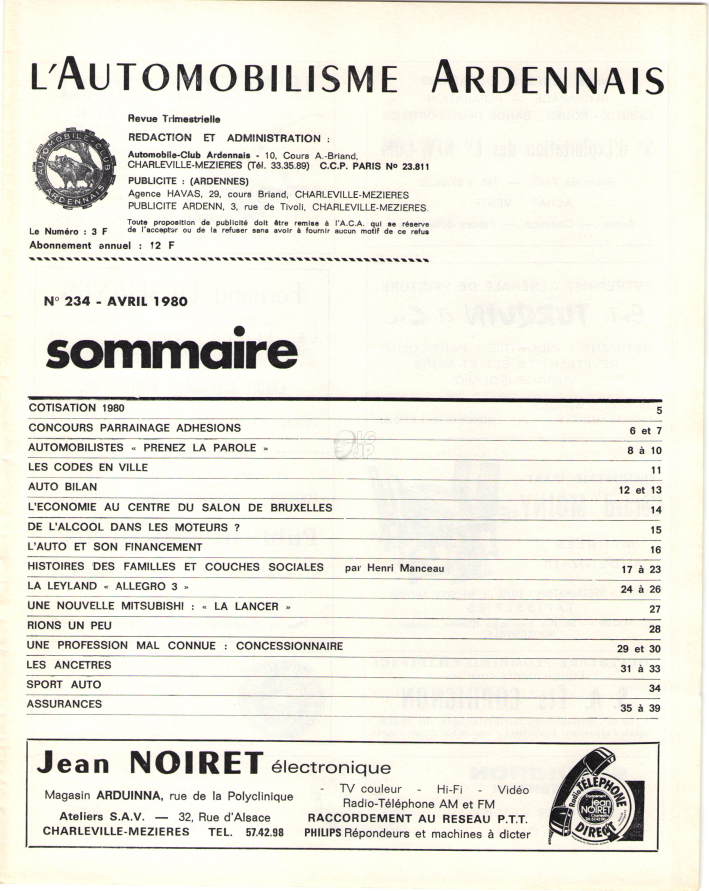 L'AUTOMOBILISME ARDENNAIS
Revue Trimestrielle
REDACTION ET ADMINISTRATION :
Automobile-Club Ardennais - 10, Cours A.-Briand,
CHARLEVILLE-MEZIERES (Tél. 33.35.89) C.C.P. PARIS No 23.811
PUBLICITE : (ARDENNES)
Agence HAVAS, 29, cours Briand, CHARLEVILLE-MEZIERES
PUBLICITE ARDENN, 3, rue de Tivoli, CHARLEVILLE-MEZIERES.
Toute proposition de publicité doit être remise à l'A.C.A. qui se réserve
de l'accepter ou de la refuser sans avoir à fournir aucun motif de ce refus
AUTOMOBILE CLUB
ARDENNAIS
Le Numéro : 3 F
Abonnement annuel : 12 F
N° 234 - AVRIL 1980
sommaire
COTISATION 1980 5
CONCOURS PARRAINAGE ADHESIONS 6 et 7
AUTOMOBILISTES « PRENEZ LA PAROLE » 8 à 10
LES CODES EN VILLE 11
AUTO BILAN 12 et 13
L'ECONOMIE AU CENTRE DU SALON DE BRUXELLES 14
DE L'ALCOOL DANS LES MOTEURS ? 15
L'AUTO ET SON FINANCEMENT 16
HISTOIRES DES FAMILLES ET COUCHES SOCIALES par Henri Manceau 17 à 23
LA LEYLAND « ALLEGRO 3 » 24 à 26
UNE NOUVELLE MITSUBISHI : « LA LANCER » 27
RIONS UN PEU 28
UNE PROFESSION MAL CONNUE : CONCESSIONNAIRE 29 et 30
LES ANCETRES 31 à 33
SPORT AUTO 34
ASSURANCES 35 à 39
Jean NOIRET électronique
Magasin ARDUINNA, rue de la Polyclinique
Ateliers S.A.V. — 32, Rue d'Alsace
CHARLEVILLE-MEZIERES TEL. 57.42.98
- TV couleur - Hi-Fi - Vidéo
Radio-Téléphone AM et FM
RACCORDEMENT AU RESEAU P.T.T.
PHILIPS Répondeurs et machines à dicter
Radio TÉLÉPHONE
Jean
NOIRET
DIRECT